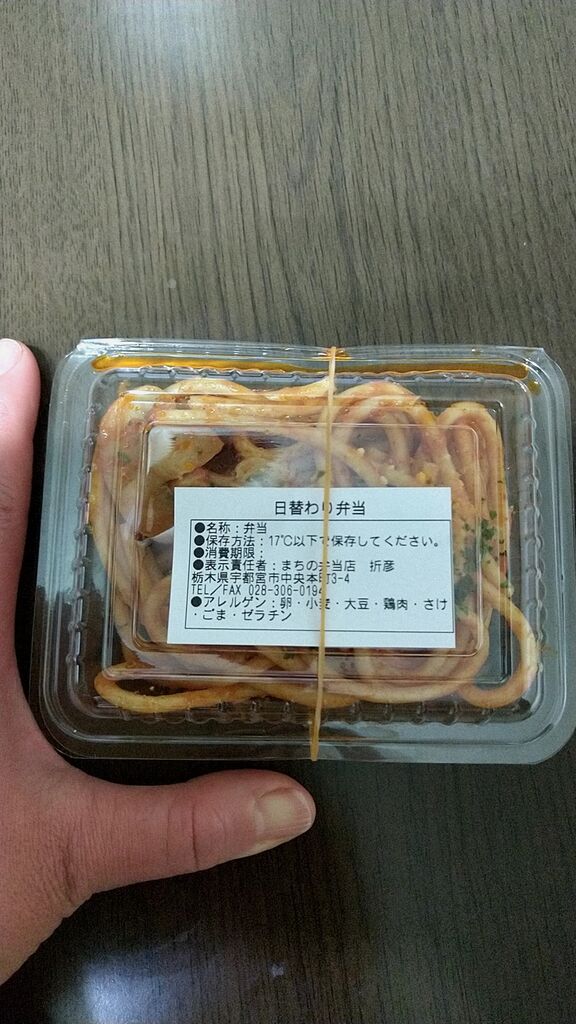 日替わり弁当
●名称：弁当
●保存方法：17℃以下で保存してください。
●消費期限：
●表示責任者：まちの弁当店　折彦
栃木県宇都宮市中央本町3-4
TEL／FAX 028-306-0194
●アレルゲン：卵・小麦・大豆・鶏肉・さけ
・ごま・ゼラチン